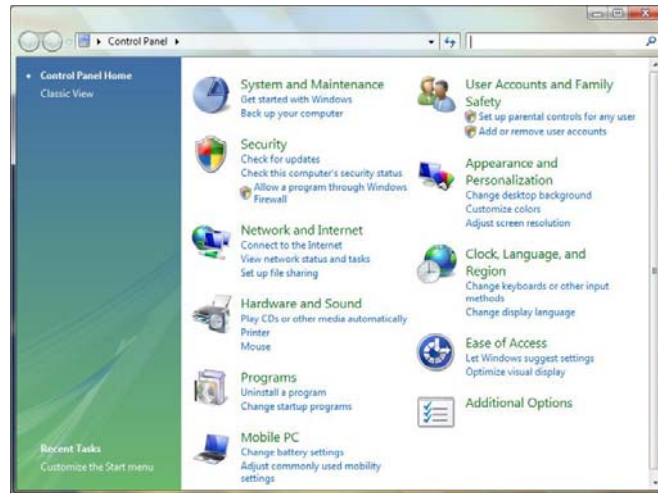 Control Panel
Control Panel Home
Classic View
Recent Tasks
Customize the Start menu
System and Maintenance
Get started with Windows
Back up your computer
Security
Check for updates
Check this computer's security status
Allow a program through Windows
Firewall
Network and Internet
Connect to the Internet
View network status and tasks
Set up file sharing
Hardware and Sound
Play CDs or other media automatically
Printer
Mouse
Programs
Uninstall a program
Change startup programs
Mobile PC
Change battery settings
Adjust commonly used mobility
settings
User Accounts and Family
Safety
Set up parental controls for any user
Add or remove user accounts
Appearance and
Personalization
Change desktop background
Customize colors
Adjust screen resolution
Clock, Language, and
Region
Change keyboards or other input
methods
Change display language
Ease of Access
Let Windows suggest settings
Optimize visual display
Additional Options